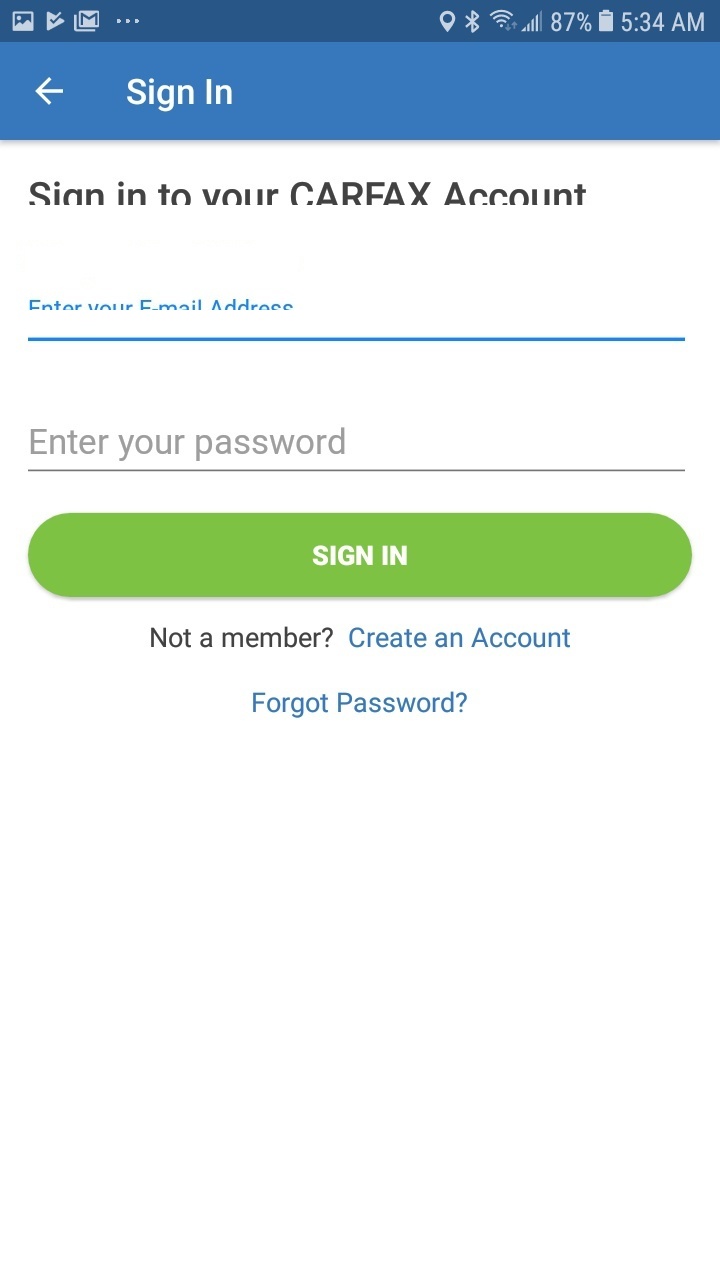 87% 5:34 AM
Sign In
Sign in to your CARFAX Account
Enter your E-mail Address
Enter your password
SIGN IN
Not a member? Create an Account
Forgot Password?